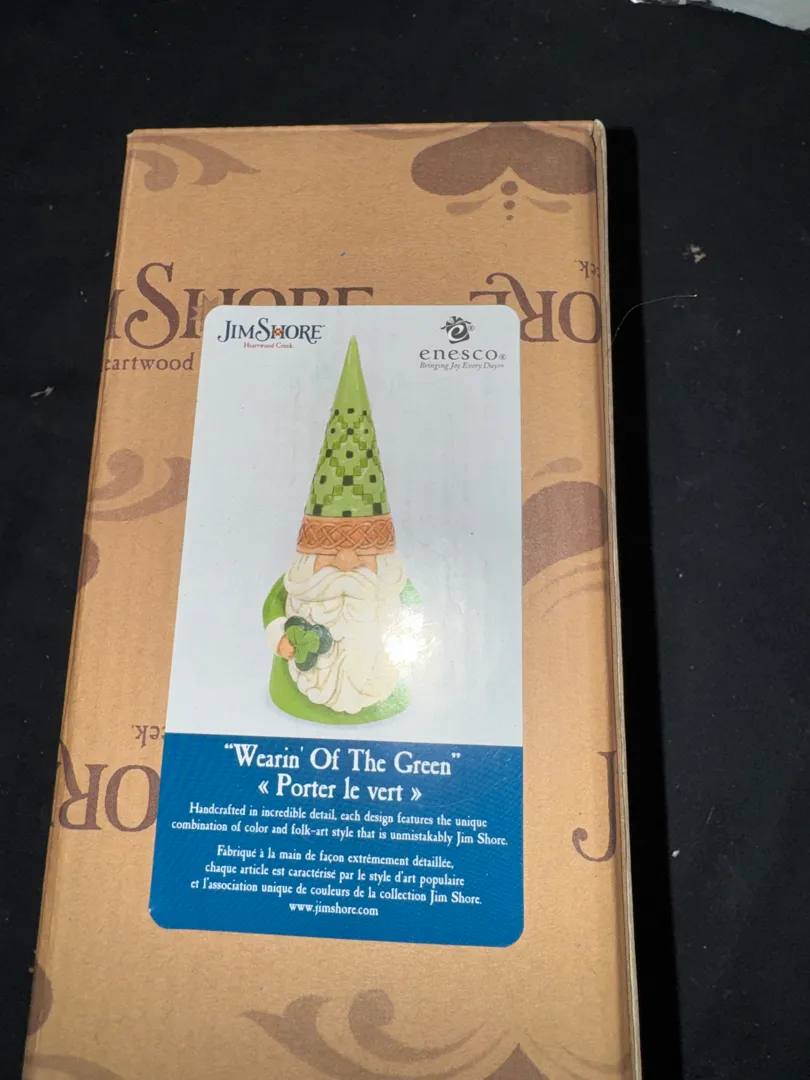 JIM SHORE
Heartwood Creek
enesco®
Bringing Joy Every Day
"Wearin' Of The Green"
« Porter le vert »
Handcrafted in incredible detail, each design features the unique
combination of color and folk-art style that is unmistakably Jim Shore.
Fabriqué à la main de façon extrêmement détaillée,
chaque article est caractérisé par le style d'art populaire
et l'association unique de couleurs de la collection Jim Shore.
www.jimshore.com